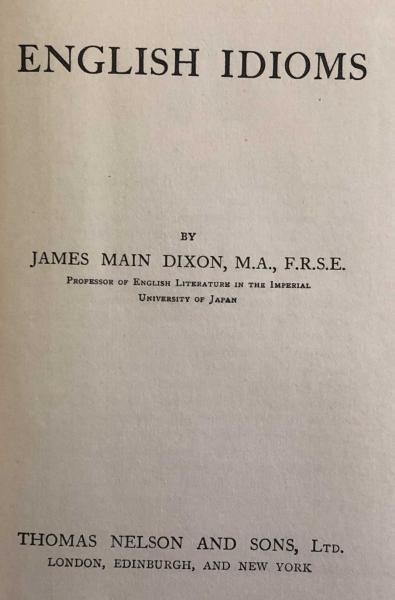 ENGLISH IDIOMS
BY
JAMES MAIN DIXON, M.A., F.R.S.E.
PROFESSOR OF ENGLISH LITERATURE IN THE IMPERIAL
UNIVERSITY OF JAPAN
THOMAS NELSON AND SONS, LTD.
LONDON, EDINBURGH, AND NEW YORK